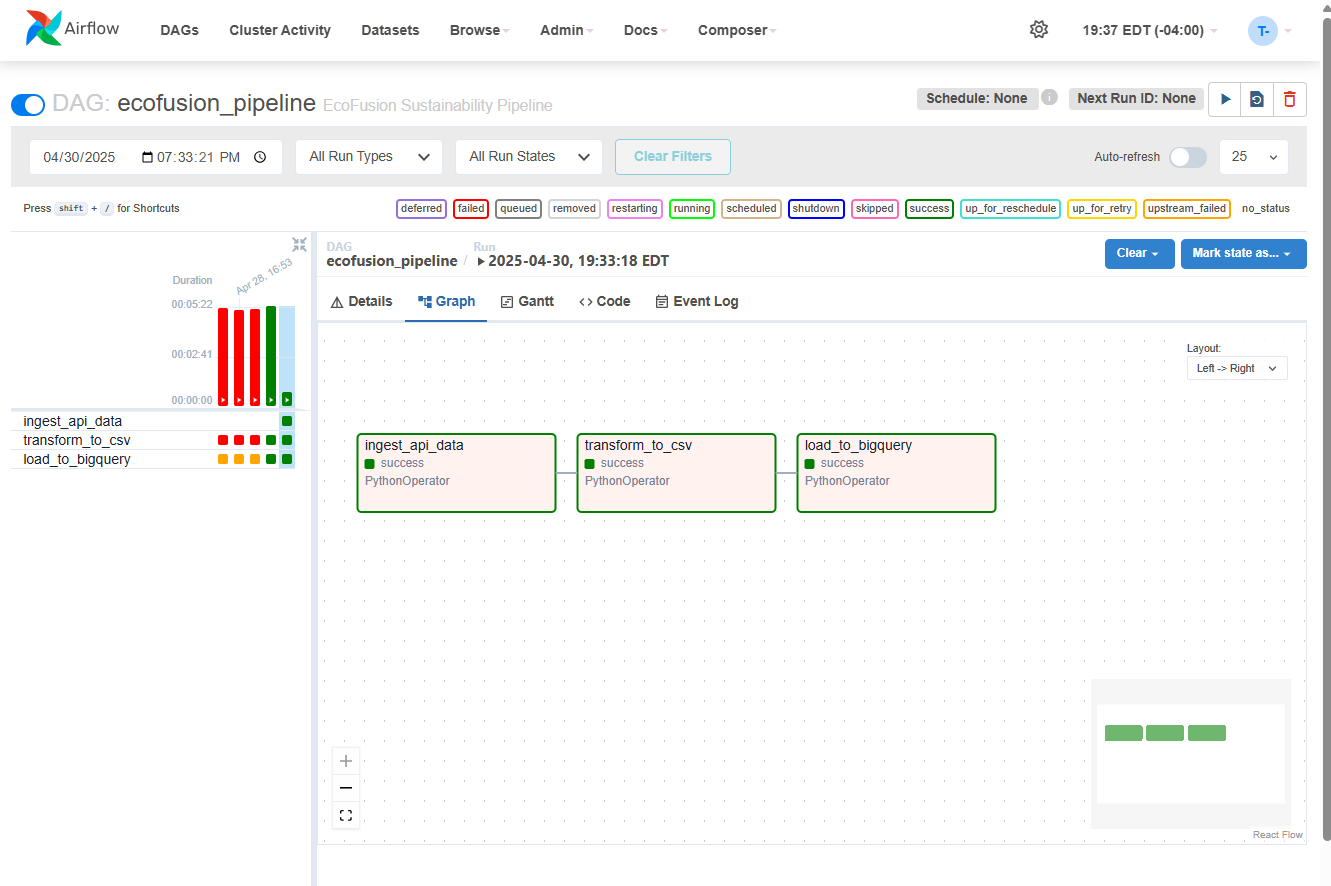 Airflow DAGs Cluster Activity Datasets Browse Admin Docs Composer 19:37 EDT (-04:00) T-
DAG: ecofusion_pipeline EcoFusion Sustainability Pipeline Schedule: None i Next Run ID: None
04/30/2025 07:33:21 PM All Run Types All Run States Clear Filters Auto-refresh 25
Press shift + / for Shortcuts deferred failed queued removed restarting running scheduled shutdown skipped success up_for_reschedule up_for_retry upstream_failed no_status
DAG Run
ecofusion_pipeline / 2025-04-30, 19:33:18 EDT Clear Mark state as...
Duration Apr 28, 16:53
00:05:22
00:02:41
00:00:00
ingest_api_data
transform_to_csv
load_to_bigquery
Details Graph Gantt Code Event Log
Layout:
Left -> Right
ingest_api_data transform_to_csv load_to_bigquery
success success success
PythonOperator PythonOperator PythonOperator
React Flow